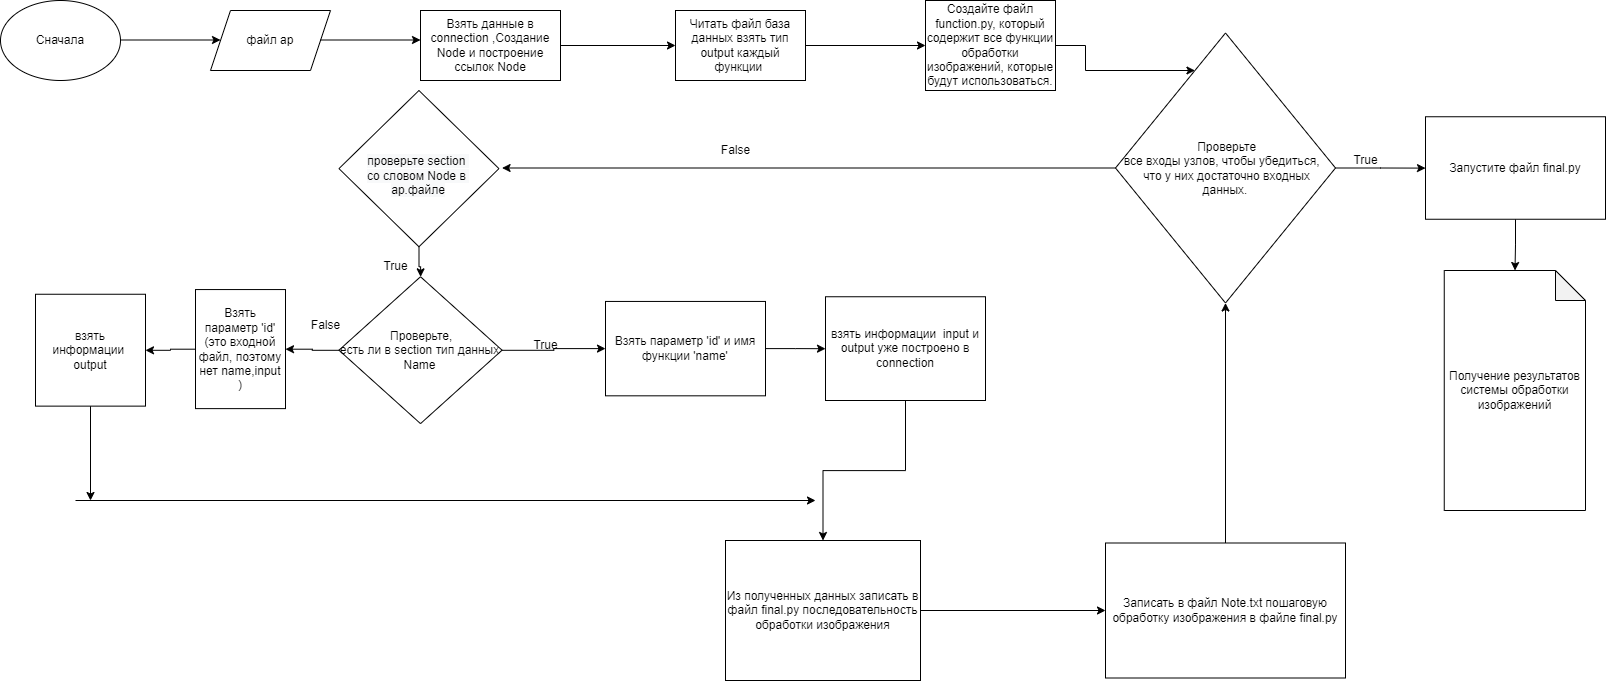 Сначала
файл ap
Взять данные в
connection ,Создание
Node и построение
ссылок Node
Читать файл база
данных взять тип
output каждый
функции
Создайте файл
function.py, который
содержит все функции
обработки
изображений, которые
будут использоваться.
Проверьте
все входы узлов, чтобы убедиться,
что у них достаточно входных
данных.
False
True
Запустите файл final.py
проверьте section
со словом Node в
ap.файле
True
Проверьте,
есть ли в section тип данных
Name
False
True
Взять
параметр 'id'
(это входной
файл, поэтому
нет name,input
)
взять
информации
output
Взять параметр 'id' и имя
функции 'name'
взять информации  input и
output уже построено в
connection
Получение результатов
системы обработки
изображений
Из полученных данных записать в
файл final.py последовательность
обработки изображения
Записать в файл Note.txt пошаговую
обработку изображения в файле final.py